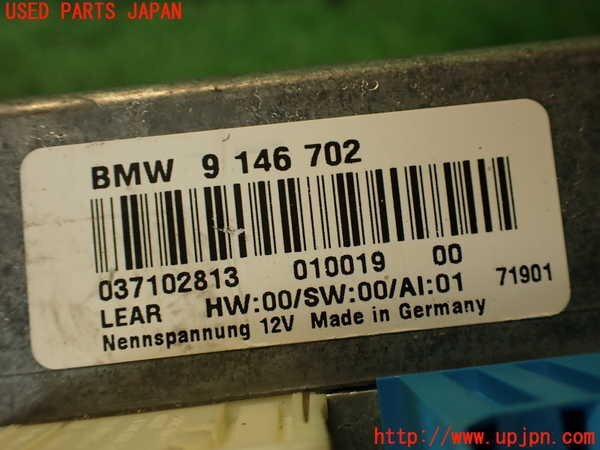 USED PARTS JAPAN
BMW 9 146 702
037102813 010019 00
LEAR HW:00/SW:00/AI:01 71901
Nennspannung 12V Made in Germany
http://www.upjpn.com/